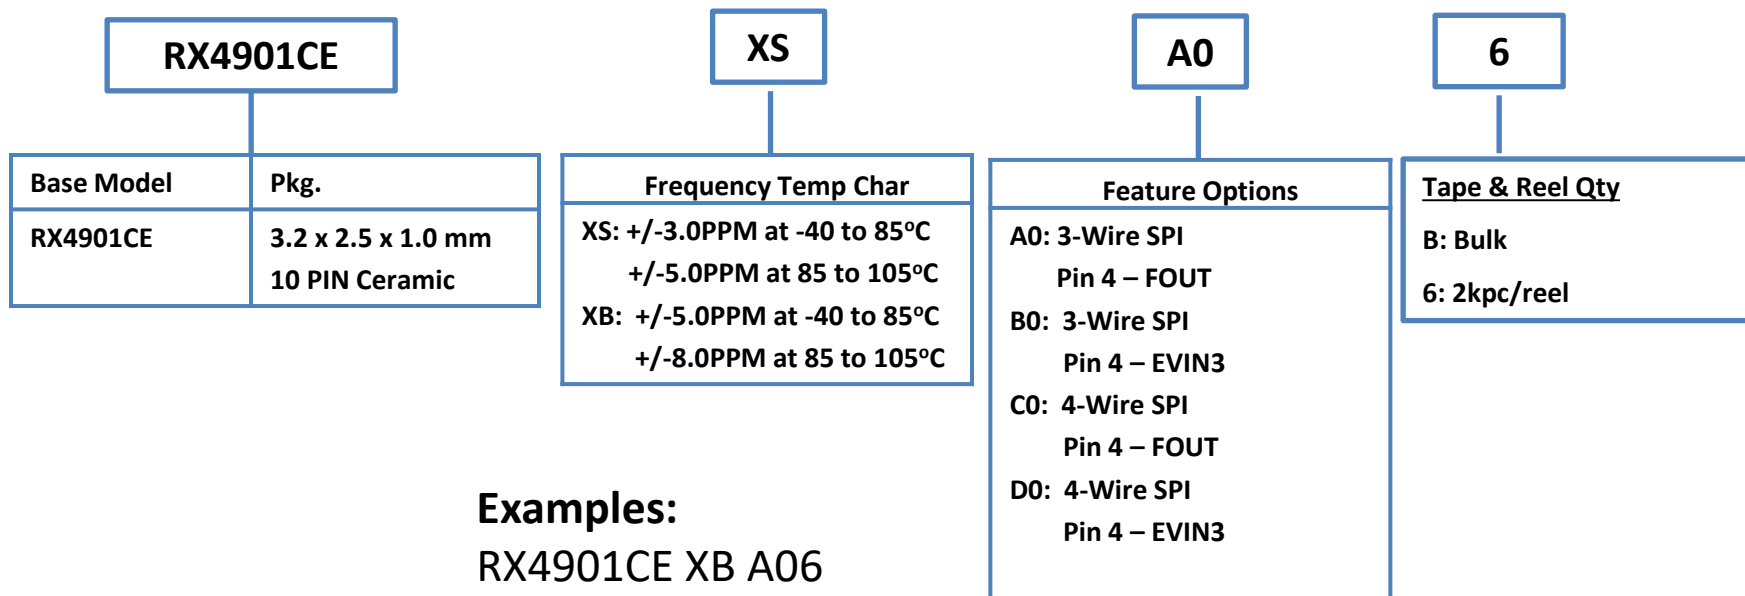 RX4901CE
XS
A0
6
Base Model Pkg.
RX4901CE 3.2 x 2.5 x 1.0 mm
10 PIN Ceramic
Frequency Temp Char
XS: +/-3.0PPM at -40 to 85°C
+/-5.0PPM at 85 to 105°C
XB: +/-5.0PPM at -40 to 85°C
+/-8.0PPM at 85 to 105°C
Feature Options
A0: 3-Wire SPI
Pin 4 – FOUT
B0: 3-Wire SPI
Pin 4 – EVIN3
C0: 4-Wire SPI
Pin 4 – FOUT
D0: 4-Wire SPI
Pin 4 – EVIN3
Tape & Reel Qty
B: Bulk
6: 2kpc/reel
Examples:
RX4901CE XB A06